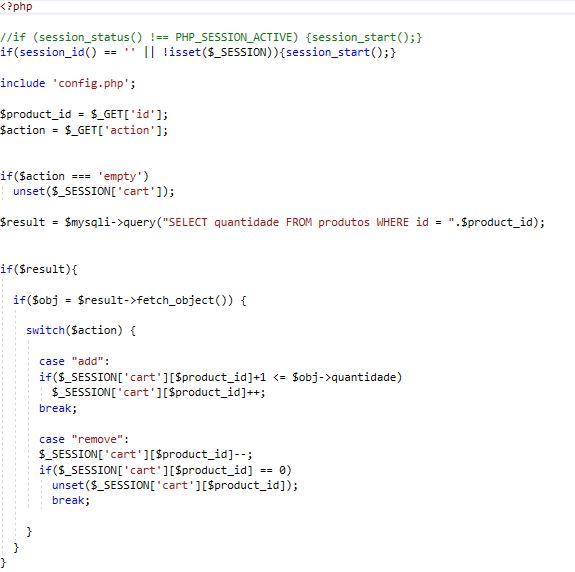 <?php
//if (session_status() !== PHP_SESSION_ACTIVE) {session_start();}
if(session_id() == '' || !isset($_SESSION)){session_start();}
include 'config.php';
$product_id = $_GET['id'];
$action = $_GET['action'];
if($action === 'empty')
unset($_SESSION['cart']);
$result = $mysqli->query("SELECT quantidade FROM produtos WHERE id = ".$product_id);
if($result){
if($obj = $result->fetch_object()) {
switch($action) {
case "add":
if($_SESSION['cart'][$product_id]+1 <= $obj->quantidade)
$_SESSION['cart'][$product_id]++;
break;
case "remove":
$_SESSION['cart'][$product_id]--;
if($_SESSION['cart'][$product_id] == 0)
unset($_SESSION['cart'][$product_id]);
break;
}
}
}